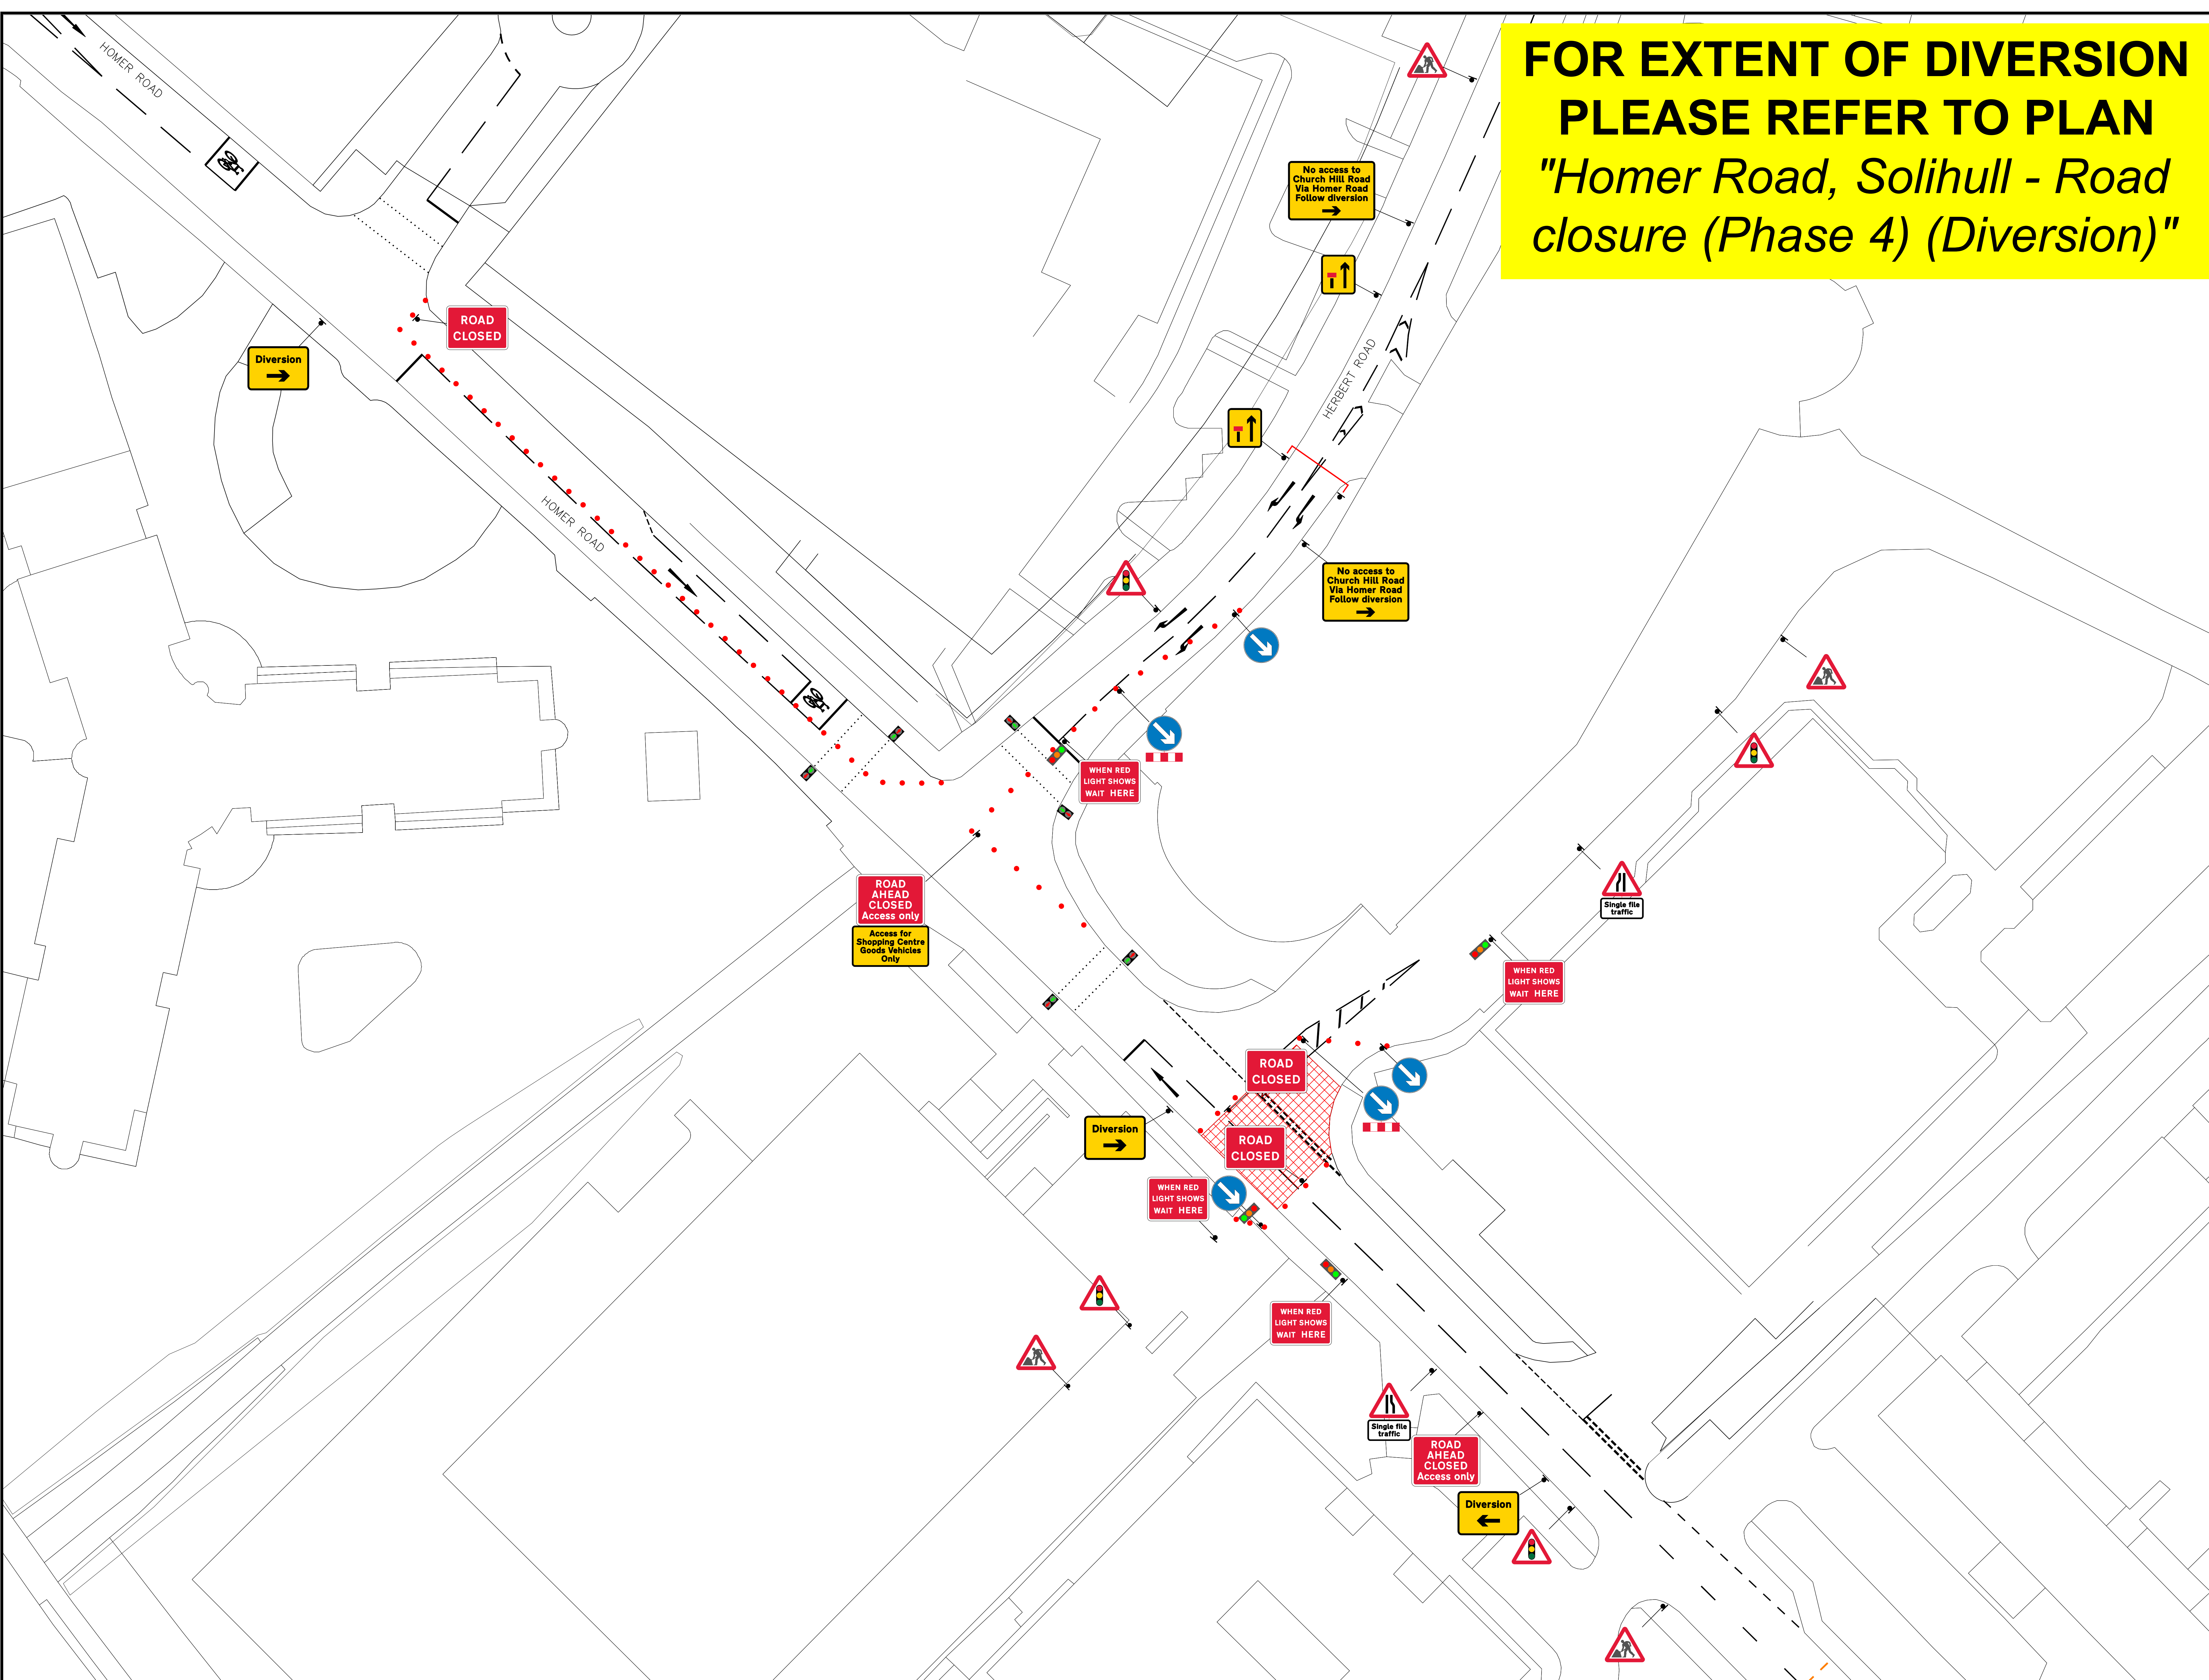 FOR EXTENT OF DIVERSION
PLEASE REFER TO PLAN
"Homer Road, Solihull - Road
closure (Phase 4) (Diversion)"
HOMER ROAD
No access to
Church Hill Road
Via Homer Road
Follow diversion
ROAD
CLOSED
Diversion
HERBERT ROAD
HOMER ROAD
No access to
Church Hill Road
Via Homer Road
Follow diversion
WHEN RED
LIGHT SHOWS
WAIT HERE
ROAD
AHEAD
CLOSED
Access only
Access for
Shopping Centre
Goods Vehicles
Only
Single file
traffic
WHEN RED
LIGHT SHOWS
WAIT HERE
ROAD
CLOSED
Diversion
ROAD
CLOSED
WHEN RED
LIGHT SHOWS
WAIT HERE
WHEN RED
LIGHT SHOWS
WAIT HERE
Single file
traffic
ROAD
AHEAD
CLOSED
Access only
Diversion